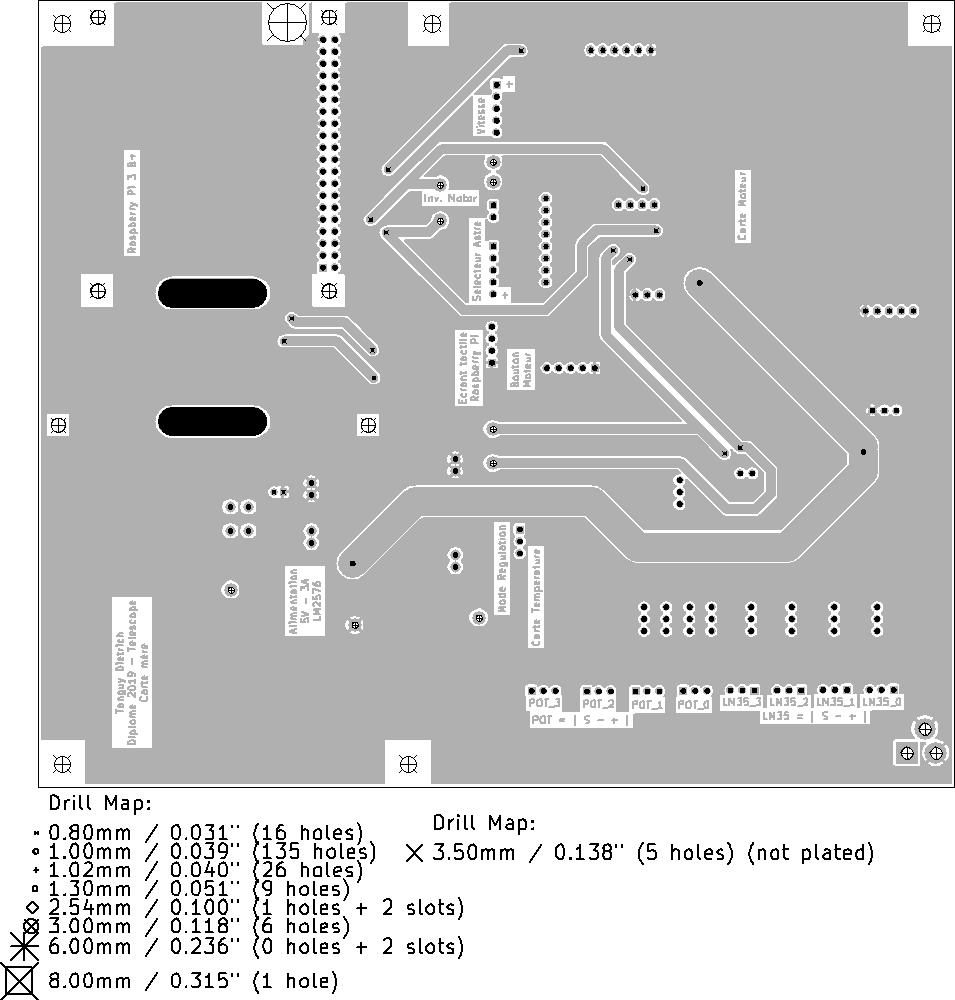 +
Vitesse
Raspberry Pi 3 B+
Inv. Motor
Carte Moteur
Selecteur Astre
+
Ecrant tactile
Raspberry PI
Bouton
Moteur
Mode Regulation
Carte Temperature
Alimentation
5V - 3A
LM2576
Tanguy Dietrich
Diplome 2019 - Telescope
Carte mère
POT_3
POT_2
POT_1
POT_0
LM35_3
LM35_2
LM35_1
LM35_0
POT = | S - + |
LM35 = | S - + |
Drill Map:
0.80mm / 0.031" (16 holes)
1.00mm / 0.039" (135 holes)
1.02mm / 0.040" (26 holes)
1.30mm / 0.051" (9 holes)
2.54mm / 0.100" (1 holes + 2 slots)
3.00mm / 0.118" (6 holes)
6.00mm / 0.236" (0 holes + 2 slots)
8.00mm / 0.315" (1 hole)
Drill Map:
3.50mm / 0.138" (5 holes) (not plated)